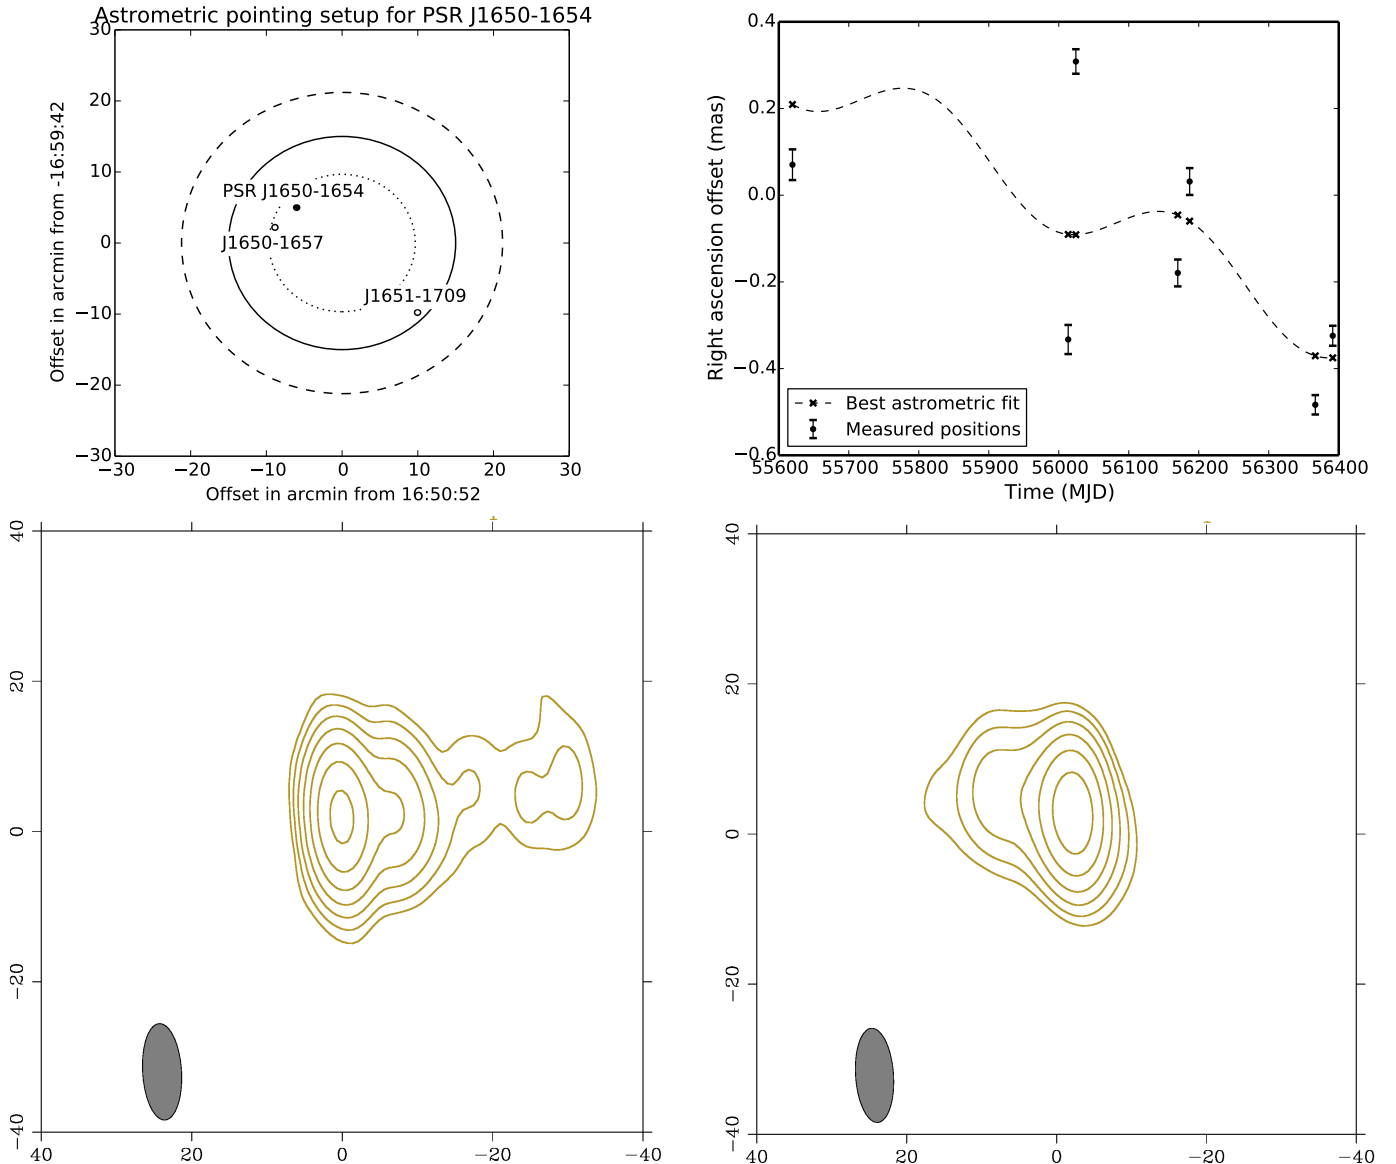 Astrometric pointing setup for PSR J1650-1654
30
20
10
0
−10
−20
−30
Offset in arcmin from -16:59:42
PSR J1650-1654
J1650-1657
J1651-1709
−30 −20 −10 0 10 20 30
Offset in arcmin from 16:50:52
0.4
0.2
0.0
−0.2
−0.4
−0.6
Right ascension offset (mas)
Best astrometric fit
Measured positions
55600 55700 55800 55900 56000 56100 56200 56300 56400
Time (MJD)
40
20
0
−20
−40
40 20 0 −20 −40
40
20
0
−20
−40
40 20 0 −20 −40